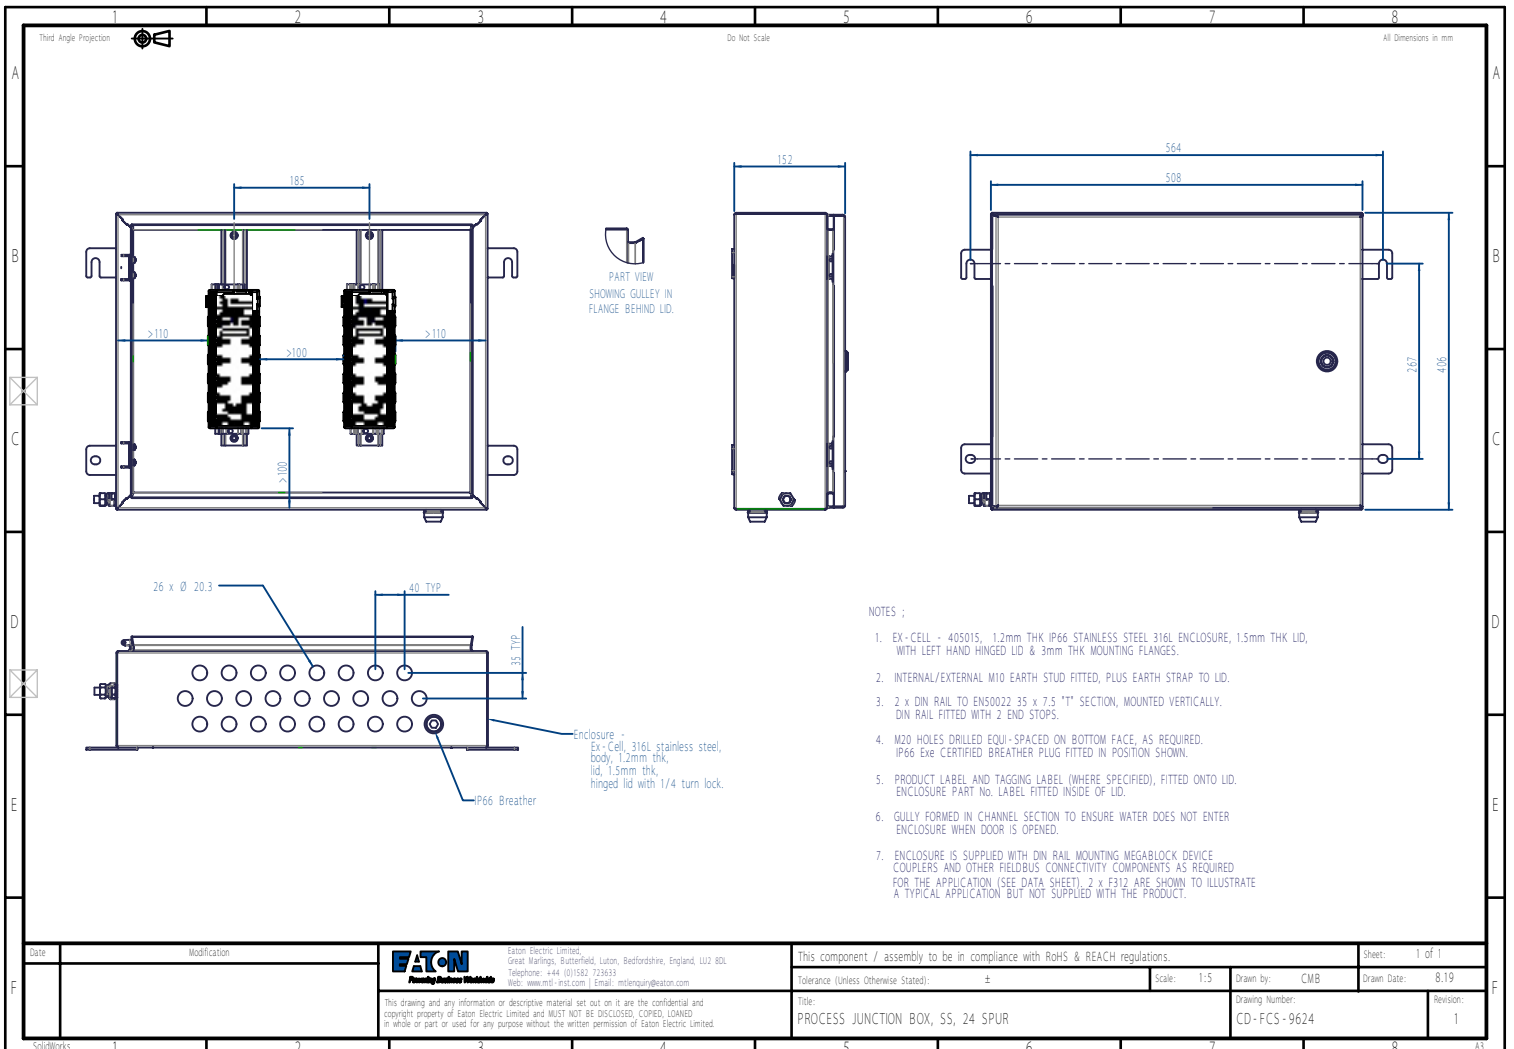 1 2 3 4 5 6 7 8
Third Angle Projection
Do Not Scale
All Dimensions in mm
A A
B B
C C
D D
E E
F F
185
>110
>100
>110
>100
PART VIEW
SHOWING GULLEY IN
FLANGE BEHIND LID.
152
564
508
267
406
26 x Ø 20.3
40 TYP
35 TYP
Enclosure -
Ex-Cell, 316L stainless steel,
body, 1.2mm thk,
lid, 1.5mm thk,
hinged lid with 1/4 turn lock.
IP66 Breather
NOTES ;
1. EX-CELL - 405015, 1.2mm THK IP66 STAINLESS STEEL 316L ENCLOSURE, 1.5mm THK LID,
WITH LEFT HAND HINGED LID & 3mm THK MOUNTING FLANGES.
2. INTERNAL/EXTERNAL M10 EARTH STUD FITTED, PLUS EARTH STRAP TO LID.
3. 2 x DIN RAIL TO EN50022 35 x 7.5 "T" SECTION, MOUNTED VERTICALLY.
DIN RAIL FITTED WITH 2 END STOPS.
4. M20 HOLES DRILLED EQUI-SPACED ON BOTTOM FACE, AS REQUIRED.
IP66 Exe CERTIFIED BREATHER PLUG FITTED IN POSITION SHOWN.
5. PRODUCT LABEL AND TAGGING LABEL (WHERE SPECIFIED), FITTED ONTO LID.
ENCLOSURE PART No. LABEL FITTED INSIDE OF LID.
6. GULLY FORMED IN CHANNEL SECTION TO ENSURE WATER DOES NOT ENTER
ENCLOSURE WHEN DOOR IS OPENED.
7. ENCLOSURE IS SUPPLIED WITH DIN RAIL MOUNTING MEGABLOCK DEVICE
COUPLERS AND OTHER FIELDBUS CONNECTIVITY COMPONENTS AS REQUIRED
FOR THE APPLICATION (SEE DATA SHEET). 2 x F312 ARE SHOWN TO ILLUSTRATE
A TYPICAL APPLICATION BUT NOT SUPPLIED WITH THE PRODUCT.
Date
Modification
EATON
Powering Business Worldwide
Eaton Electric Limited,
Great Marlings, Butterfield, Luton, Bedfordshire, England, LU2 8DL
Telephone: +44 (0)1582 723633
Web: www.mtl-inst.com | Email: mtlenquiry@eaton.com
This drawing and any information or descriptive material set out on it are the confidential and
copyright property of Eaton Electric Limited and MUST NOT BE DISCLOSED, COPIED, LOANED
in whole or part or used for any purpose without the written permission of Eaton Electric Limited.
This component / assembly to be in compliance with RoHS & REACH regulations.
Sheet: 1 of 1
Tolerance (Unless Otherwise Stated): ±
Scale: 1:5
Drawn by: CMB
Drawn Date: 8.19
Title:
PROCESS JUNCTION BOX, SS, 24 SPUR
Drawing Number:
CD-FCS-9624
Revision:
1
SolidWorks
1 2 3 4 5 6 7 8
A3